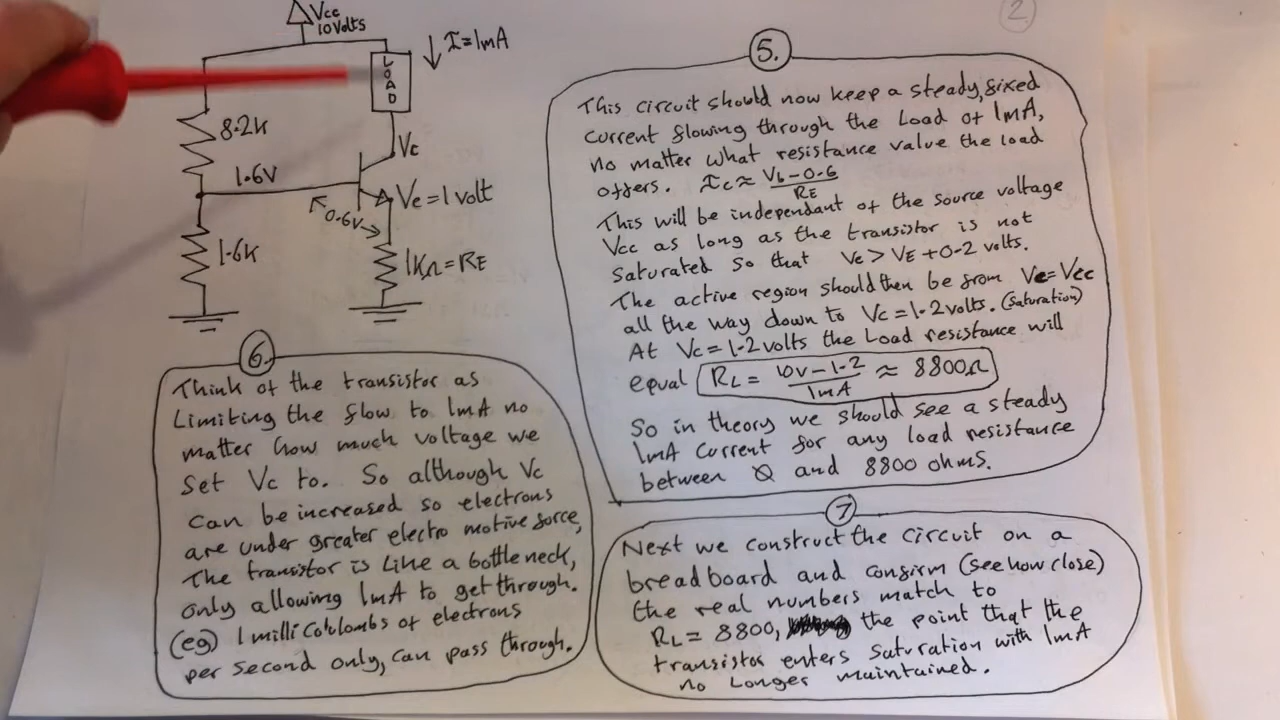 2
Vcc
10Volts
I=1mA
LOAD
8.2k
Vc
1.6V
Ve=1volt
0.6V
1.6k
1KΩ=RE
5.
This circuit should now keep a steady, fixed
current flowing through the Load of 1mA,
no matter what resistance value the load
offers. Ic≈ Vb-0.6/RE
This will be independant of the source voltage
Vcc as long as the transistor is not
saturated so that Vc>VE+0.2 volts.
The active region should then be from Vc=Vcc
all the way down to Vc=1.2volts. (saturation)
At Vc=1.2 volts the Load resistance will
equal RL= 10V-1.2/1mA ≈ 8800Ω
So in theory we should see a steady
1mA Current for any load resistance
between 0 and 8800 ohms.
6.
Think of the transistor as
Limiting the flow to 1mA no
matter how much voltage we
set Vc to. So although Vc
can be increased so electrons
are under greater electro motive force,
The transistor is Like a bottle neck,
only allowing 1mA to get through.
(eg) 1 milli Coulombs of electrons
per second only, can pass through.
7
Next we construct the circuit on a
breadboard and confirm (see how close)
the real numbers match to
RL= 8800, the point that the
transistor enters saturation with 1mA
no Longer maintained.